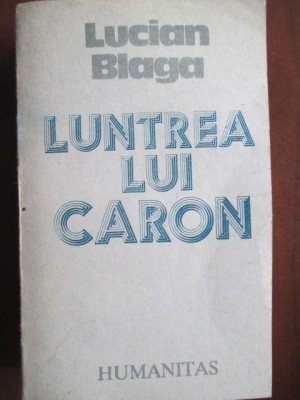 Lucian
Blaga
LUNTREA
LUI
CARON
HUMANITAS